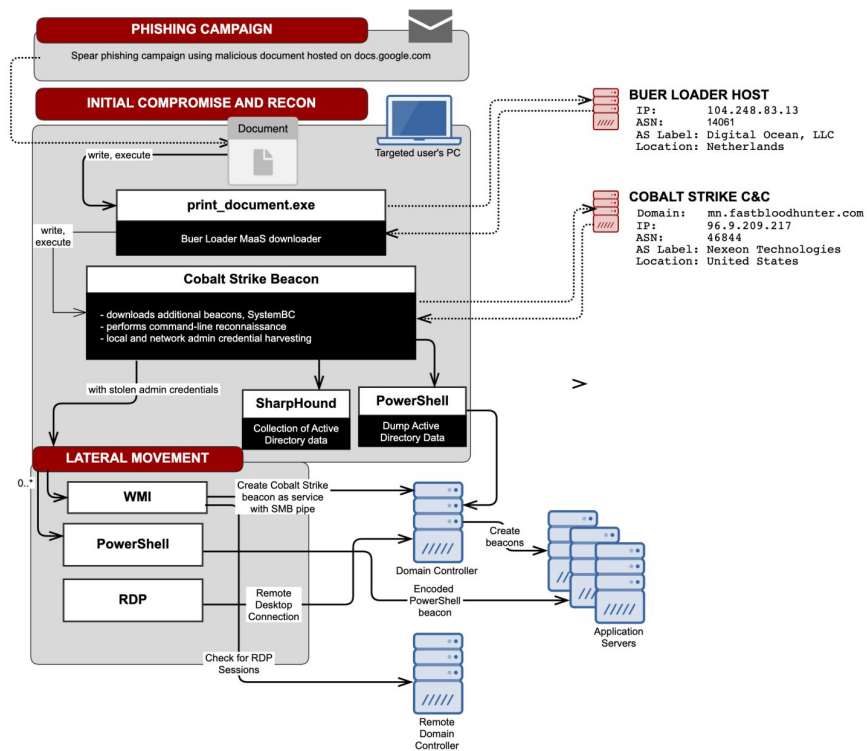 PHISHING CAMPAIGN
Spear phishing campaign using malicious document hosted on docs.google.com
INITIAL COMPROMISE AND RECON
Document
Targeted user's PC
write, execute
print_document.exe
Buer Loader MaaS downloader
write,
execute
Cobalt Strike Beacon
- downloads additional beacons, SystemBC
- performs command-line reconnaissance
- local and network admin credential harvesting
BUER LOADER HOST
IP: 104.248.83.13
ASN: 14061
AS Label: Digital Ocean, LLC
Location: Netherlands
COBALT STRIKE C&C
Domain: mn.fastbloodhunter.com
IP: 96.9.209.217
ASN: 46844
AS Label: Nexeon Technologies
Location: United States
with stolen admin credentials
SharpHound
Collection of Active
Directory data
PowerShell
Dump Active
Directory Data
>
LATERAL MOVEMENT
0..*
WMI
Create Cobalt Strike
beacon as service
with SMB pipe
PowerShell
RDP
Remote
Desktop
Connection
Check for RDP
Sessions
Domain Controller
Create
beacons
Encoded
PowerShell
beacon
Application
Servers
Remote
Domain
Controller